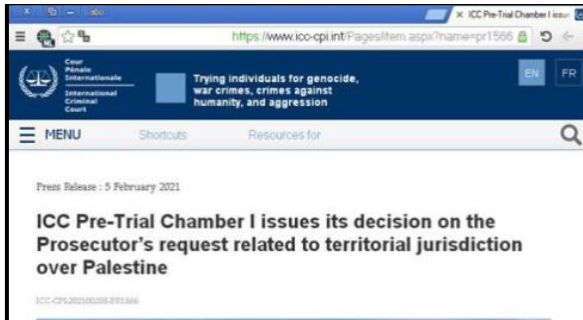 ICC Pre-Trial Chamber I issu
https://www.icc-cpi.int/Pages/item.aspx?name=pr1566
Cour
Pénale
Internationale
International
Criminal
Court
Trying individuals for genocide,
war crimes, crimes against
humanity, and aggression
EN FR
MENU Shortcuts Resources for
Press Release : 5 February 2021
ICC Pre-Trial Chamber I issues its decision on the
Prosecutor's request related to territorial jurisdiction
over Palestine